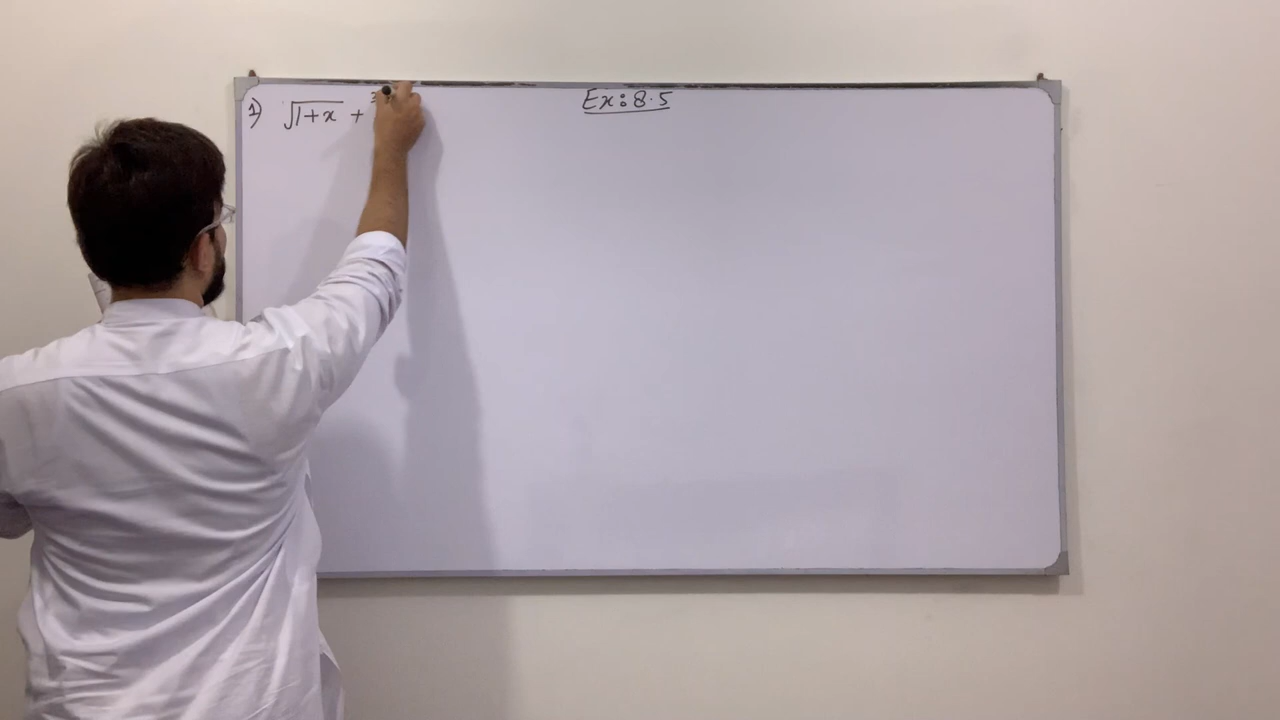 Ex: 8.5
1) √1+x +